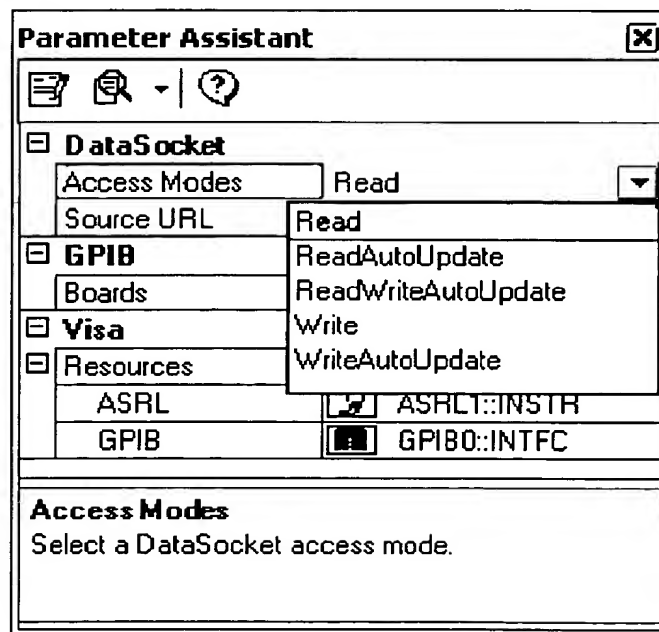 Parameter Assistant
DataSocket
Access Modes Read
Source URL Read
GPIB ReadAutoUpdate
Boards ReadWriteAutoUpdate
Visa Write
Resources WriteAutoUpdate
ASRL ASRL1::INSTR
GPIB GPIB0::INTFC
Access Modes
Select a DataSocket access mode.